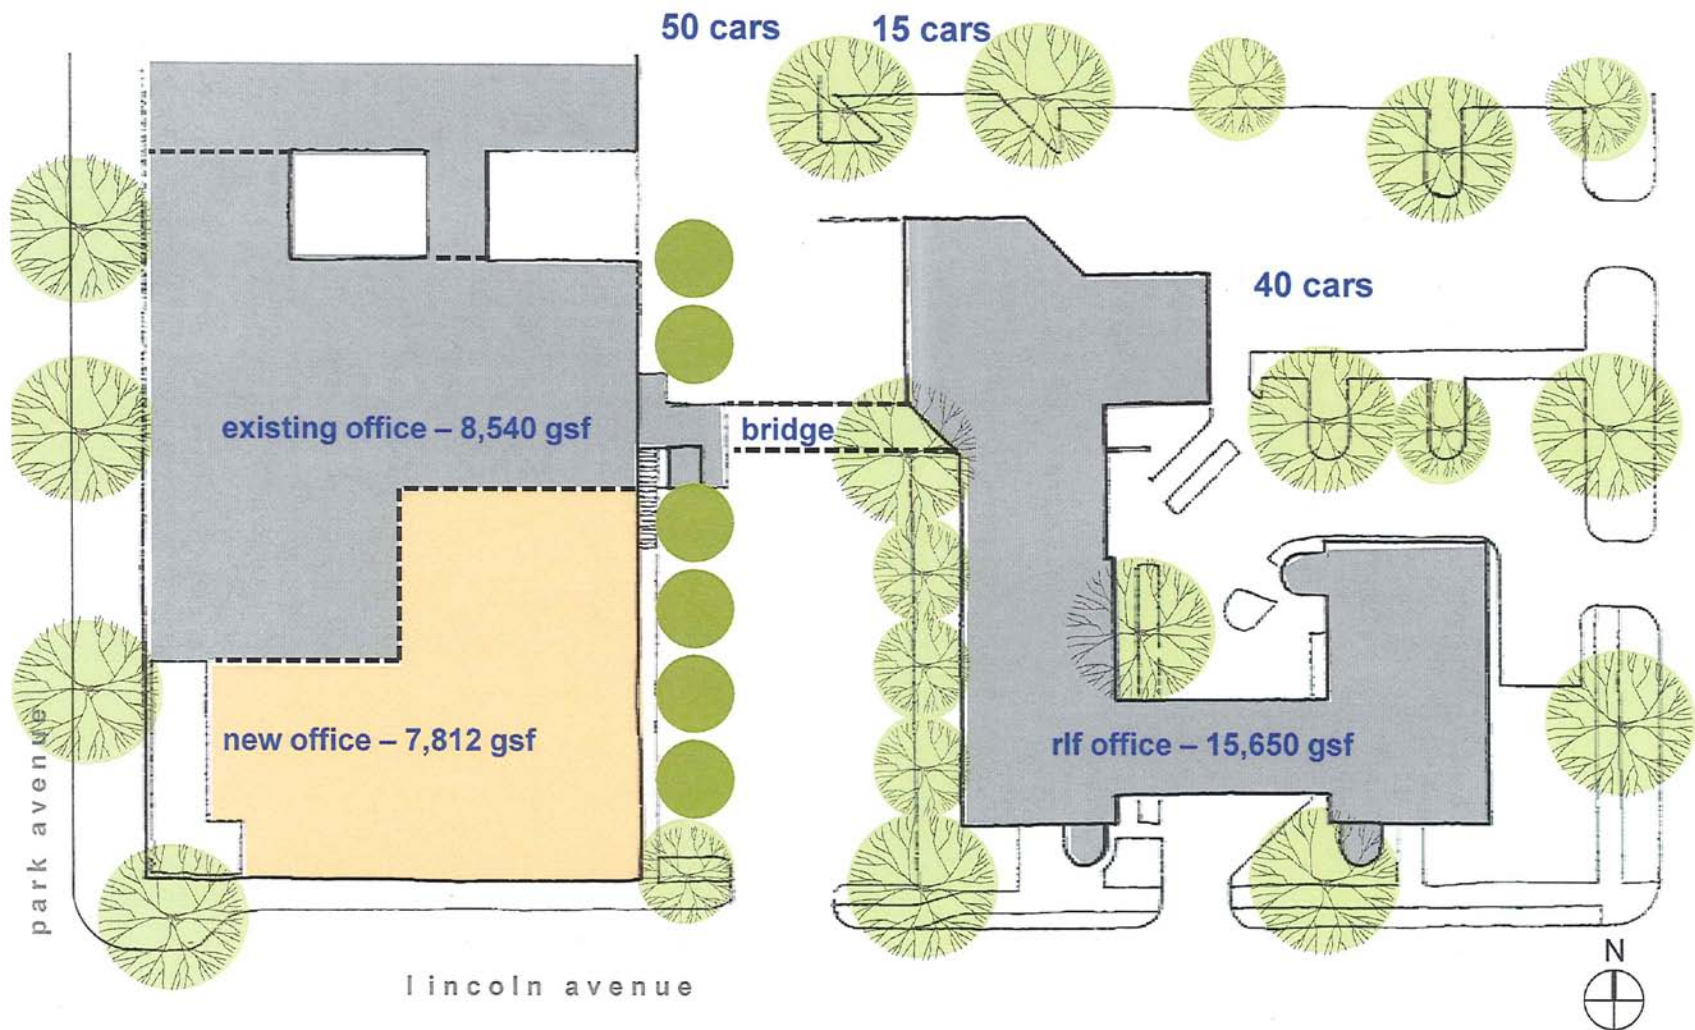 50 cars
15 cars
40 cars
existing office – 8,540 gsf
bridge
new office – 7,812 gsf
rlf office – 15,650 gsf
park avenue
lincoln avenue
N